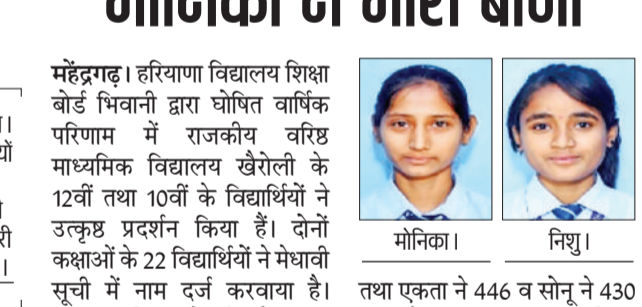 महेंद्रगढ़। हरियाणा विद्यालय शिक्षा
बोर्ड भिवानी द्वारा घोषित वार्षिक
परिणाम में राजकीय वरिष्ठ
माध्यमिक विद्यालय खैरोली के
12वीं तथा 10वीं के विद्यार्थियों ने
उत्कृष्ठ प्रदर्शन किया हैं। दोनों
कक्षाओं के 22 विद्यार्थियों ने मेधावी
सूची में नाम दर्ज करवाया है।
मोनिका।
निशु।
तथा एकता ने 446 व सोनू ने 430